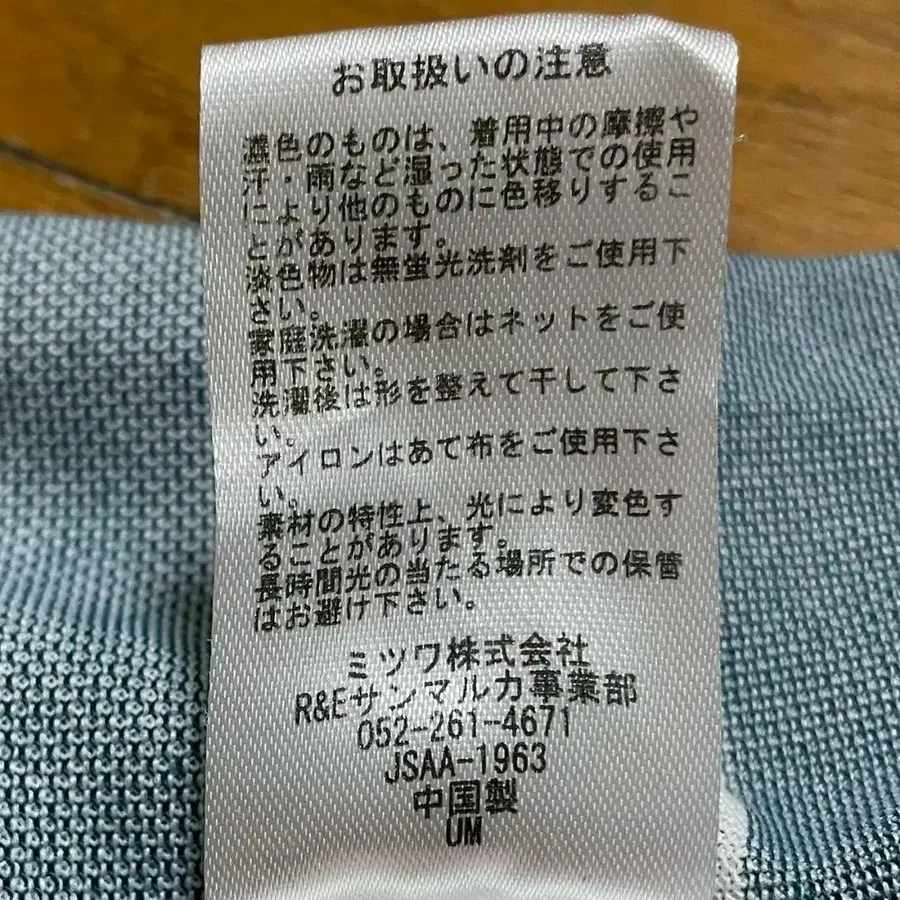 お取扱いの注意
濃色のものは、着用中の摩擦や
汗・雨など湿った状態での使用
により他のものに色移りするこ
とがあります。
淡色物は無蛍光洗剤をご使用下
さい。
家庭洗濯の場合はネットをご使
用下さい。
洗濯後は形を整えて干して下さ
い。
アイロンはあて布をご使用下さ
い。
素材の特性上、光により変色す
ることがあります。
長時間光の当たる場所での保管
はお避け下さい。
ミツワ株式会社
R&Eサンマルカ事業部
052-261-4671
JSAA-1963
中国製
UM